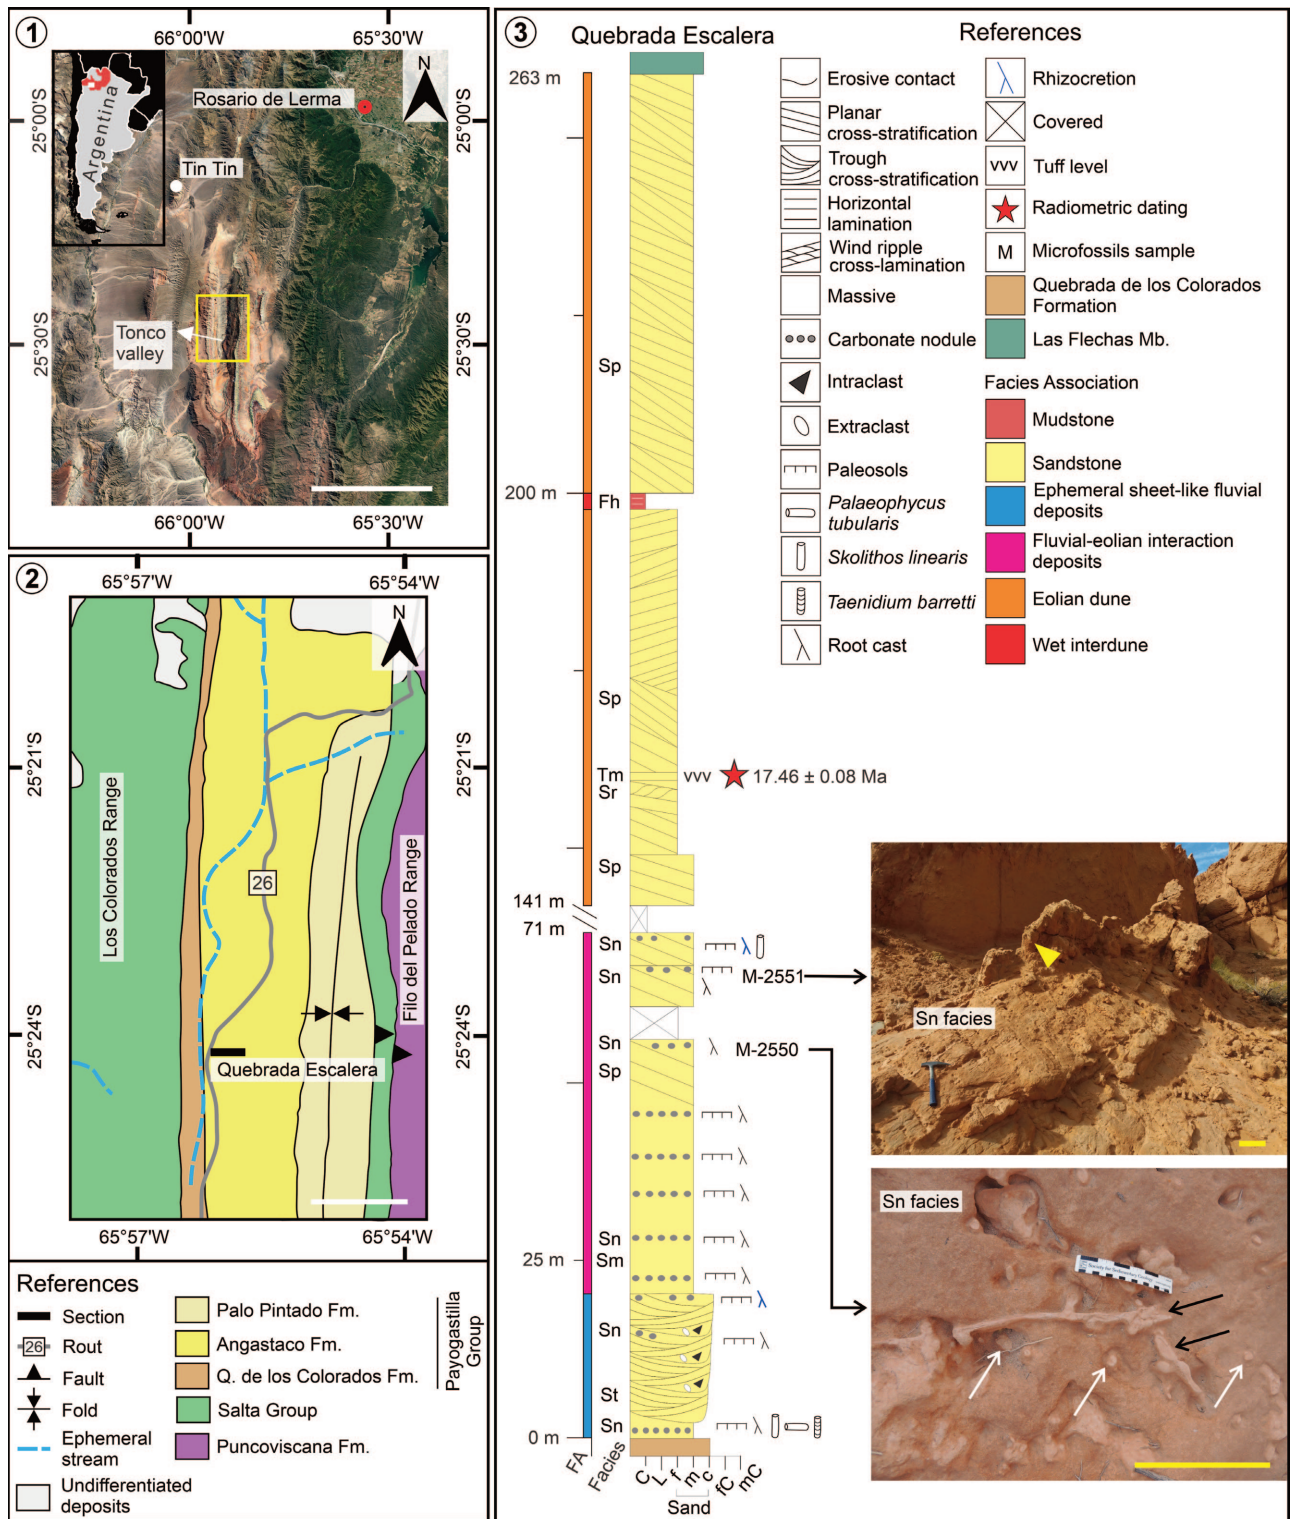 1
66°00'W
65°30'W
N
Argentina
Rosario de Lerma
Tin Tin
Tonco
valley
25°00'S
25°30'S
25°00'S
25°30'S
66°00'W
65°30'W
2
65°57'W
65°54'W
N
25°21'S
25°24'S
25°21'S
25°24'S
Los Colorados Range
26
Filo del Pelado Range
Quebrada Escalera
65°57'W
65°54'W
References
Section
26
Rout
Fault
Fold
Ephemeral
stream
Undifferentiated
deposits
Palo Pintado Fm.
Angastaco Fm.
Q. de los Colorados Fm.
Salta Group
Puncoviscana Fm.
Payogastilla
Group
3
Quebrada Escalera
263 m
Sp
200 m
Fh
Sp
Tm
vvv
17.46 ± 0.08 Ma
Sr
Sp
141 m
71 m
Sn
Sn
M-2551
Sn
M-2550
Sp
Sn
Sm
25 m
Sn
St
Sn
0 m
FA
Facies
C
L
f
m
c
fC
mC
Sand
References
Erosive contact
Planar
cross-stratification
Trough
cross-stratification
Horizontal
lamination
Wind ripple
cross-lamination
Massive
Carbonate nodule
Intraclast
Extraclast
Paleosols
Palaeophycus
tubularis
Skolithos linearis
Taenidium barretti
Root cast
Rhizocretion
Covered
vvv
Tuff level
Radiometric dating
M
Microfossils sample
Quebrada de los Colorados
Formation
Las Flechas Mb.
Facies Association
Mudstone
Sandstone
Ephemeral sheet-like fluvial
deposits
Fluvial-eolian interaction
deposits
Eolian dune
Wet interdune
Sn facies
Sn facies